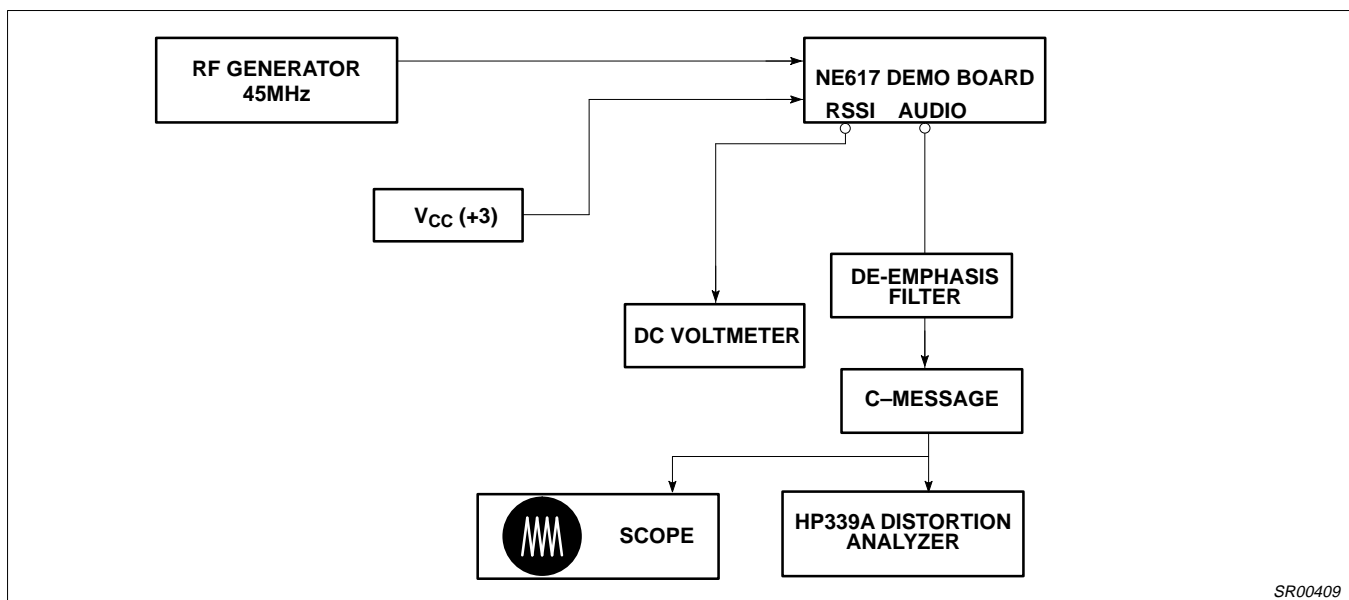 RF GENERATOR
45MHz
NE617 DEMO BOARD
RSSI AUDIO
VCC (+3)
DE-EMPHASIS
FILTER
DC VOLTMETER
C–MESSAGE
SCOPE
HP339A DISTORTION
ANALYZER
SR00409